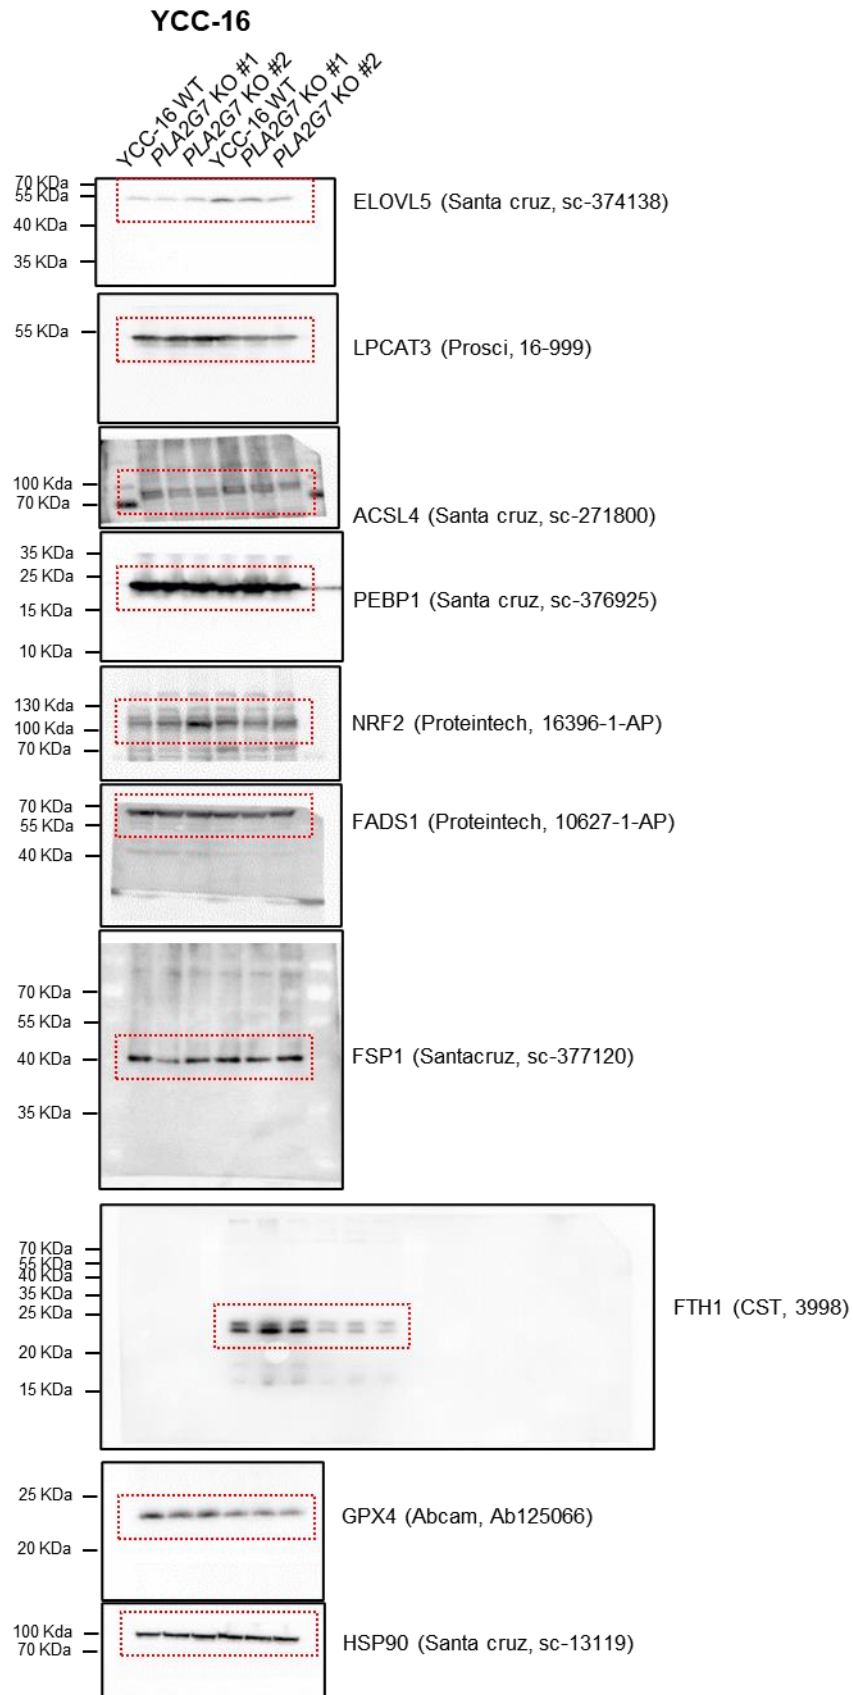 YCC-16
YCC-16 WT
PLA2G7 KO #1
PLA2G7 KO #2
YCC-16 WT
PLA2G7 KO #1
PLA2G7 KO #2
70 KDa
55 KDa
40 KDa
35 KDa
ELOVL5 (Santa cruz, sc-374138)
55 KDa
LPCAT3 (Prosci, 16-999)
100 Kda
70 KDa
ACSL4 (Santa cruz, sc-271800)
35 KDa
25 KDa
15 KDa
10 KDa
PEBP1 (Santa cruz, sc-376925)
130 Kda
100 Kda
70 KDa
NRF2 (Proteintech, 16396-1-AP)
70 KDa
55 KDa
40 KDa
FADS1 (Proteintech, 10627-1-AP)
70 KDa
55 KDa
40 KDa
35 KDa
FSP1 (Santacruz, sc-377120)
70 KDa
55 KDa
40 KDa
35 KDa
25 KDa
20 KDa
15 KDa
FTH1 (CST, 3998)
25 KDa
20 KDa
GPX4 (Abcam, Ab125066)
100 Kda
70 KDa
HSP90 (Santa cruz, sc-13119)